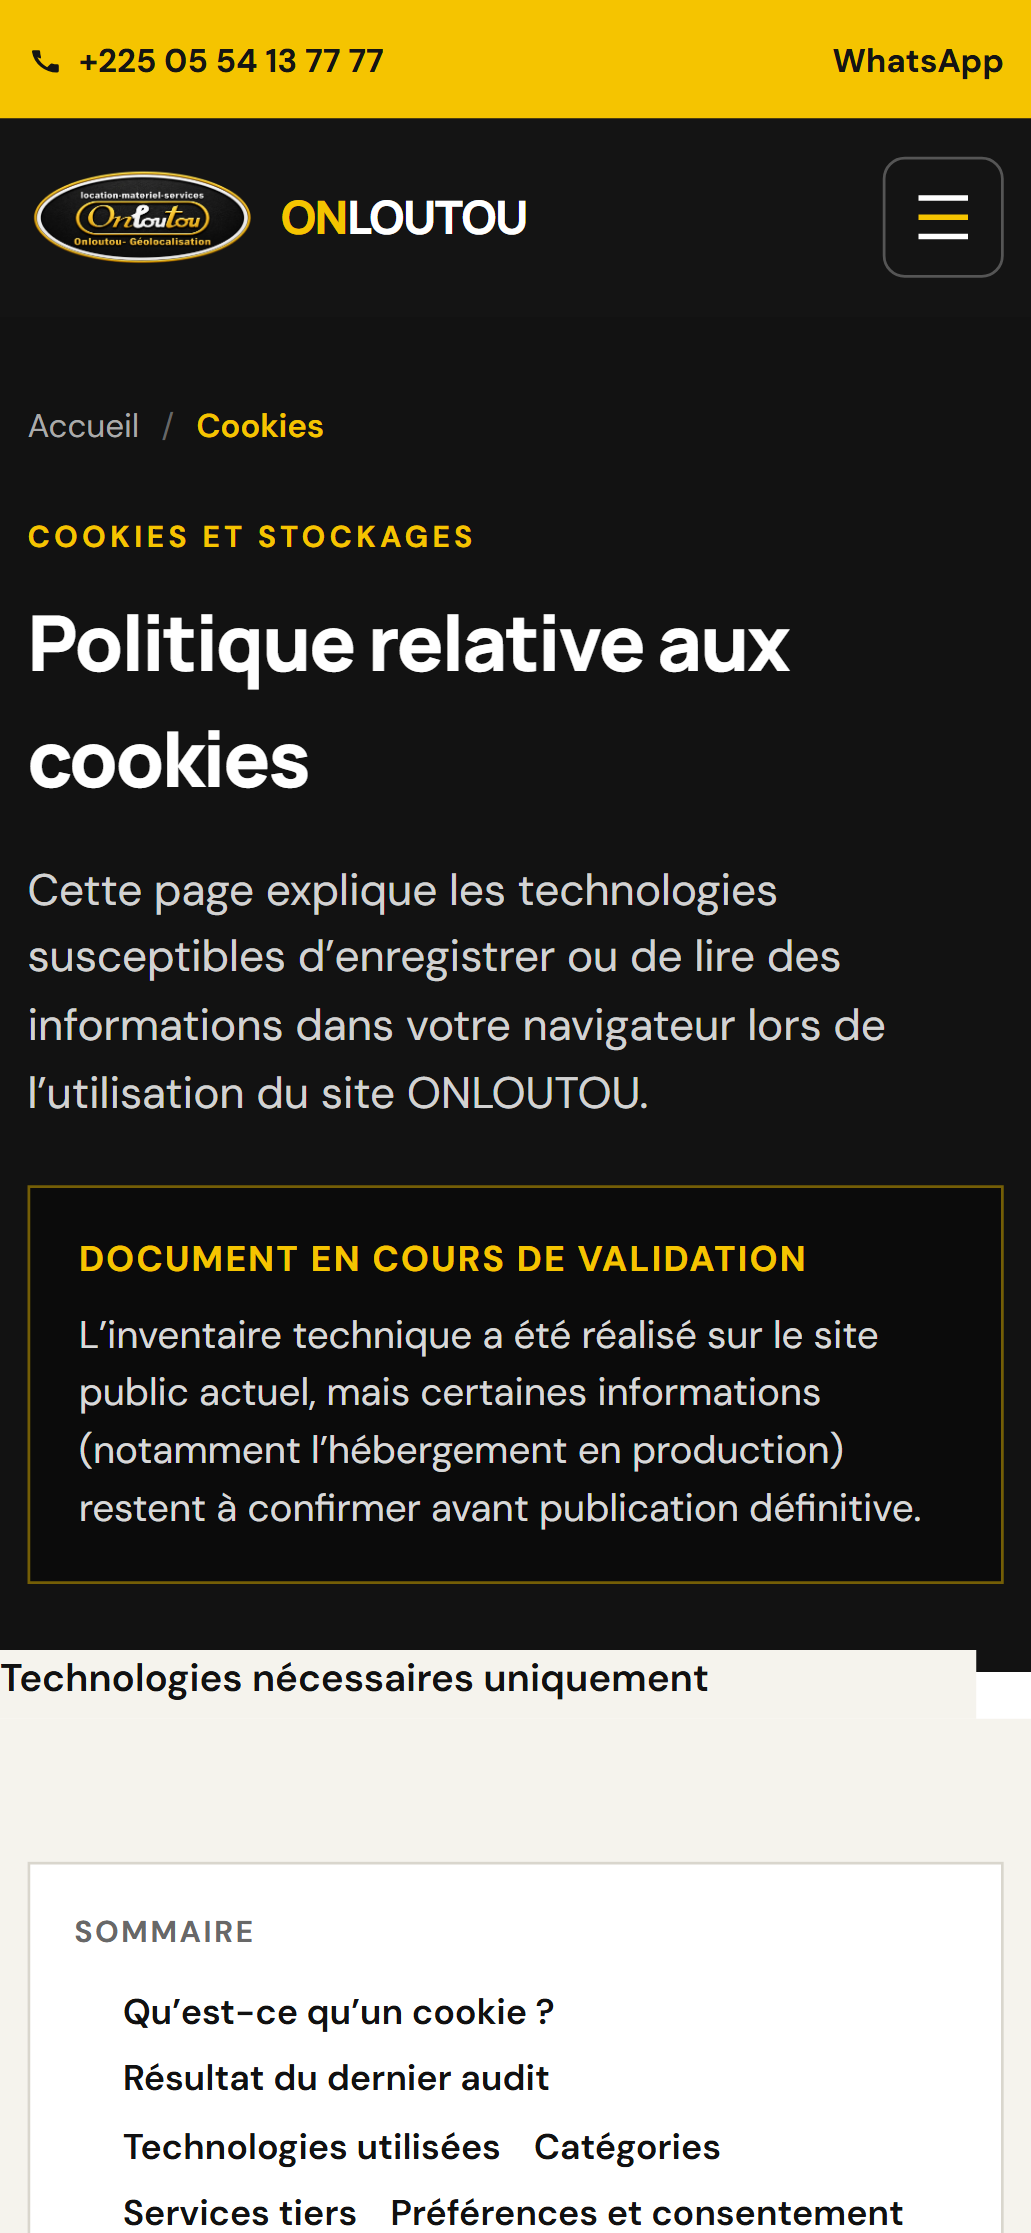 +225 05 54 13 77 77
WhatsApp
location-materiel-services
Onloutou
Onloutou- Géolocalisation
ONLOUTOU
Accueil / Cookies
COOKIES ET STOCKAGES
Politique relative aux
cookies
Cette page explique les technologies
susceptibles d’enregistrer ou de lire des
informations dans votre navigateur lors de
l’utilisation du site ONLOUTOU.
DOCUMENT EN COURS DE VALIDATION
L’inventaire technique a été réalisé sur le site
public actuel, mais certaines informations
(notamment l’hébergement en production)
restent à confirmer avant publication définitive.
Technologies nécessaires uniquement
SOMMAIRE
Qu’est-ce qu’un cookie ?
Résultat du dernier audit
Technologies utilisées Catégories
Services tiers Préférences et consentement